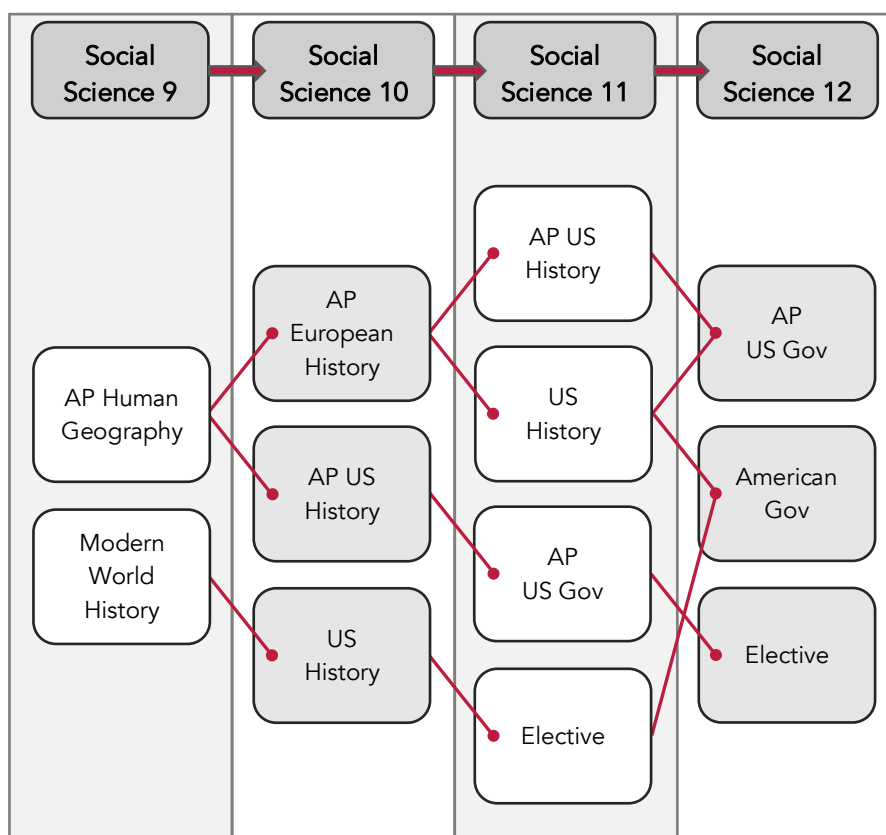 Social
Science 9
Social
Science 10
Social
Science 11
Social
Science 12
AP Human
Geography
Modern
World
History
AP
European
History
AP US
History
US
History
AP US
History
US
History
AP
US Gov
Elective
AP
US Gov
American
Gov
Elective